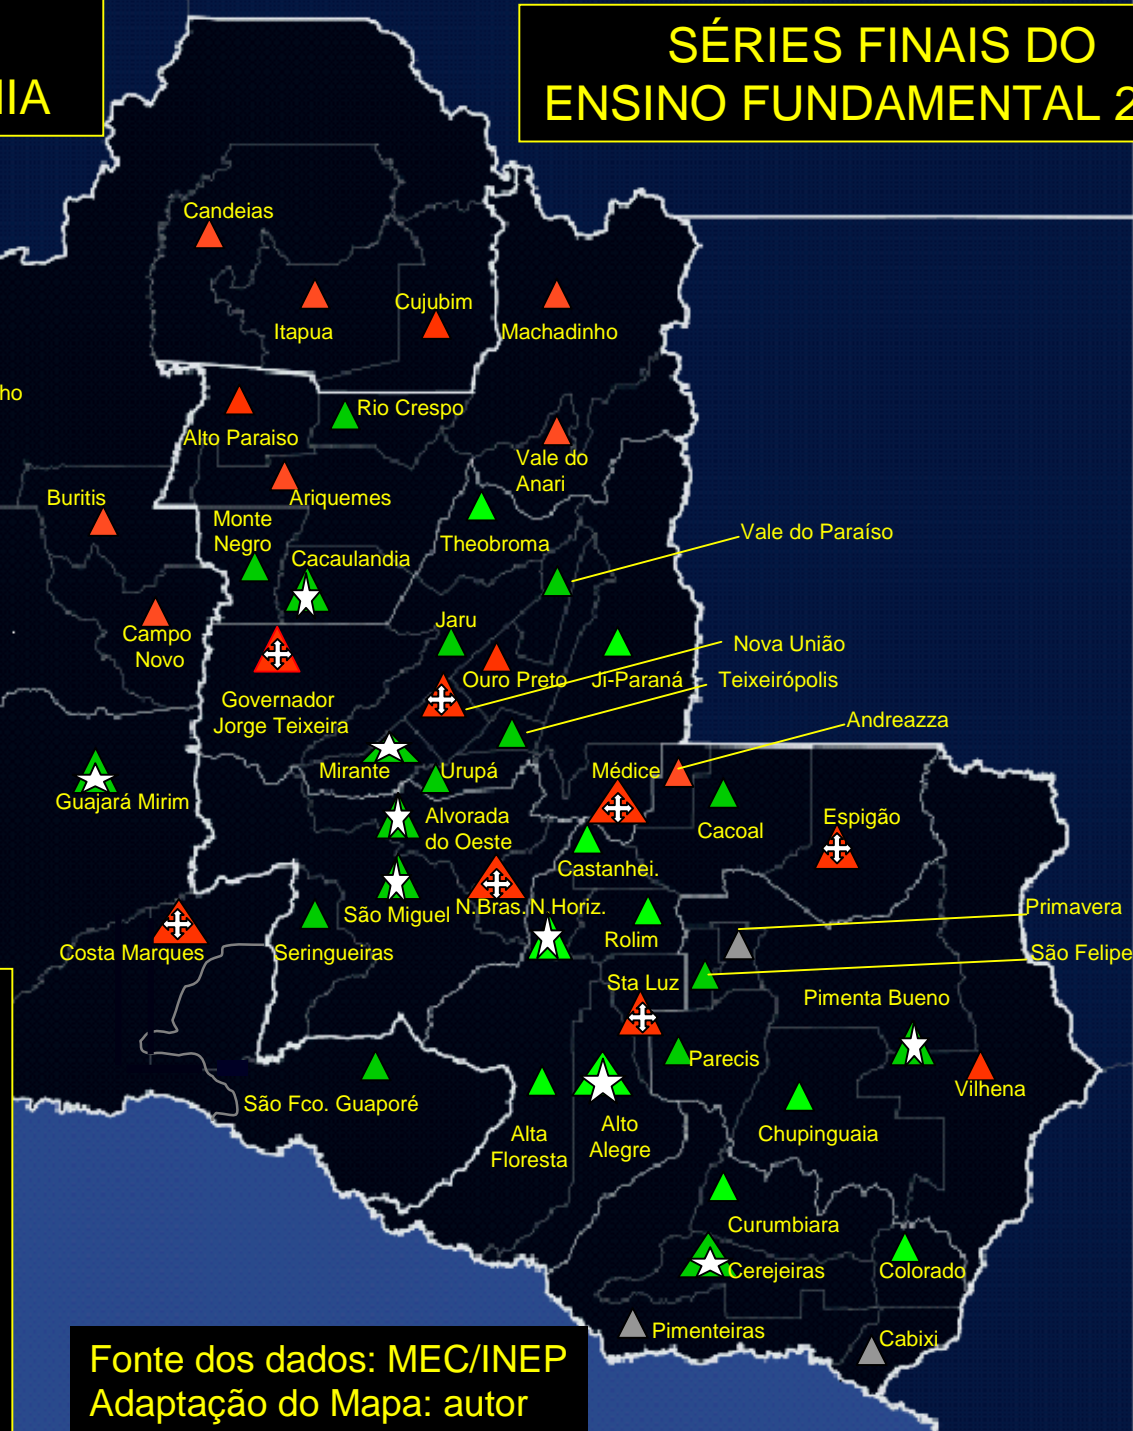 SÉRIES FINAIS DO
ENSINO FUNDAMENTAL 2
Candeias
Itapua
Cujubim
Machadinho
ho
Rio Crespo
Alto Paraiso
Vale do
Anari
Ariquemes
Buritis
Monte
Negro
Theobroma
Vale do Paraíso
Cacaulandia
Jaru
Campo
Novo
Nova União
Ouro Preto
Ji-Paraná
Teixeirópolis
Governador
Jorge Teixeira
Andreazza
Mirante
Urupá
Médice
Guajará Mirim
Alvorada
do Oeste
Cacoal
Espigão
Castanhei.
São Miguel
N.Bras.
N.Horiz.
Primavera
Costa Marques
Seringueiras
Rolim
São Felipe
Sta Luz
Pimenta Bueno
Parecis
Vilhena
São Fco. Guaporé
Alta
Floresta
Alto
Alegre
Chupinguaia
Curumbiara
Cerejeiras
Colorado
Pimenteiras
Cabixi
Fonte dos dados: MEC/INEP
Adaptação do Mapa: autor